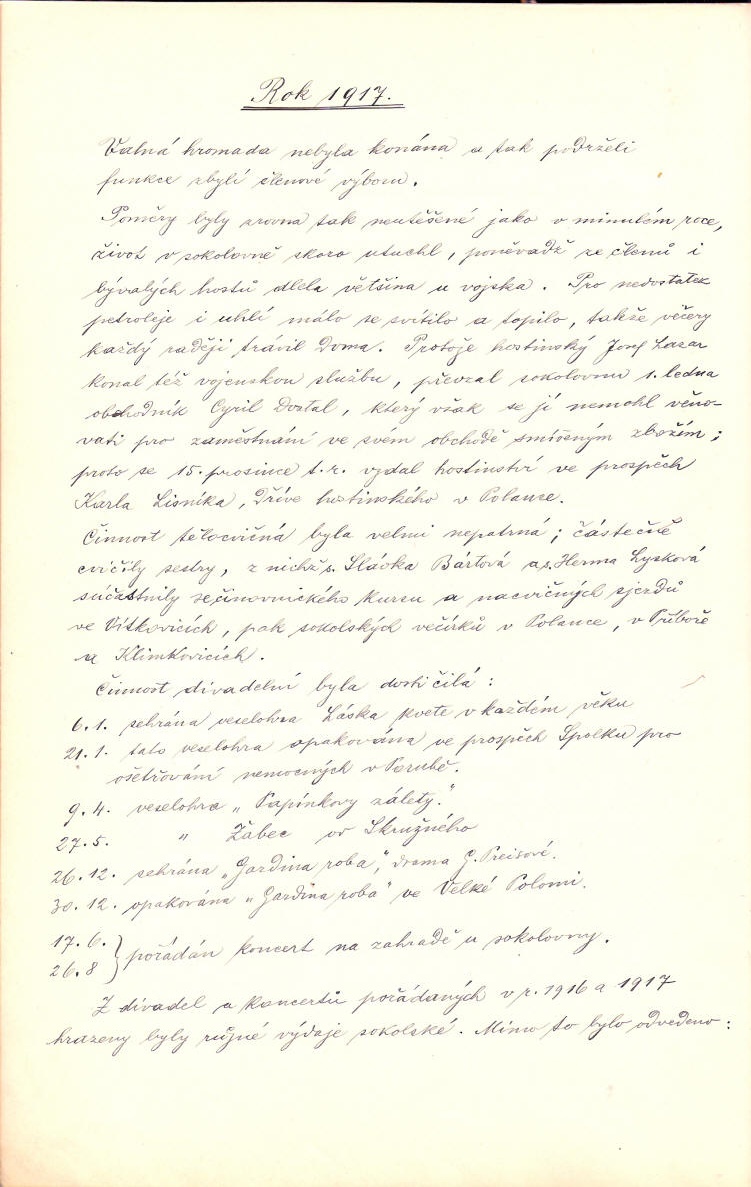 Rok 1917.
Valná hromada nebyla konána a tak podrželi
funkce zbylí členové výboru.
Poměry byly zrovna tak neutěšené jako v minulém roce,
život v sokolovně skoro utuchl, poněvadž ze členů i
bývalých hostů dlela většina u vojska. Pro nedostatek
petroleje i uhlí málo se svítilo a topilo, takže večery
každý raději trávil doma. Protože hostinský Josef Lazar
konal též vojenskou službu, převzal sokolovnu 1. ledna
obchodník Cyril Dostal, který však se jí nemohl věno-
vati pro zaměstnání ve svém obchodě smíšeným zbožím;
proto se 15. prosince t. r. vzdal hostinství ve prospěch
Karla Lisníka, dříve hostinského v Polance.
Činnost tělocvičná byla velmi nepatrná; částečně
cvičily sestry, z nichž s. Slávka Bártová a s. Herma Lysková
súčastnily se činovnického kursu a nacvičných sjezdů
ve Vítkovicích, pak sokolských večírků v Polance, v Příboře
a Klimkovicích.
Činnost divadelní byla dosti čilá:
6. 1. sehrána veselohra Láska kvete v každém věku
21. 1. tato veselohra opakována ve prospěch Spolku pro
ošetřování nemocných v Porubě.
9. 4. veselohra „Papínkovy zálety."
27. 5. " Žabec od Skružného
26. 12. sehrána „Gazdina roba", drama G. Preisové.
30. 12. opakována „Gazdina roba" ve Velké Polomi.
17. 6.
26. 8 } pořádán koncert na zahradě u sokolovny.
Z divadel a koncertů pořádaných v r. 1916 a 1917
hrazeny byly různé výdaje sokolské. Mimo to bylo odvedeno: